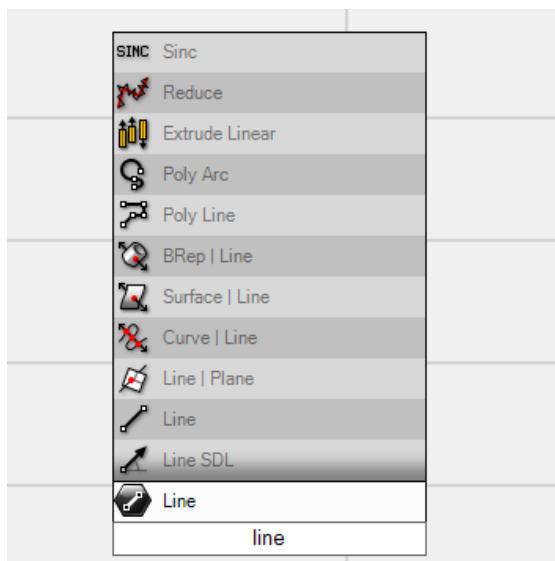 SINC Sinc
Reduce
Extrude Linear
Poly Arc
Poly Line
BRep | Line
Surface | Line
Curve | Line
Line | Plane
Line
Line SDL
Line
line